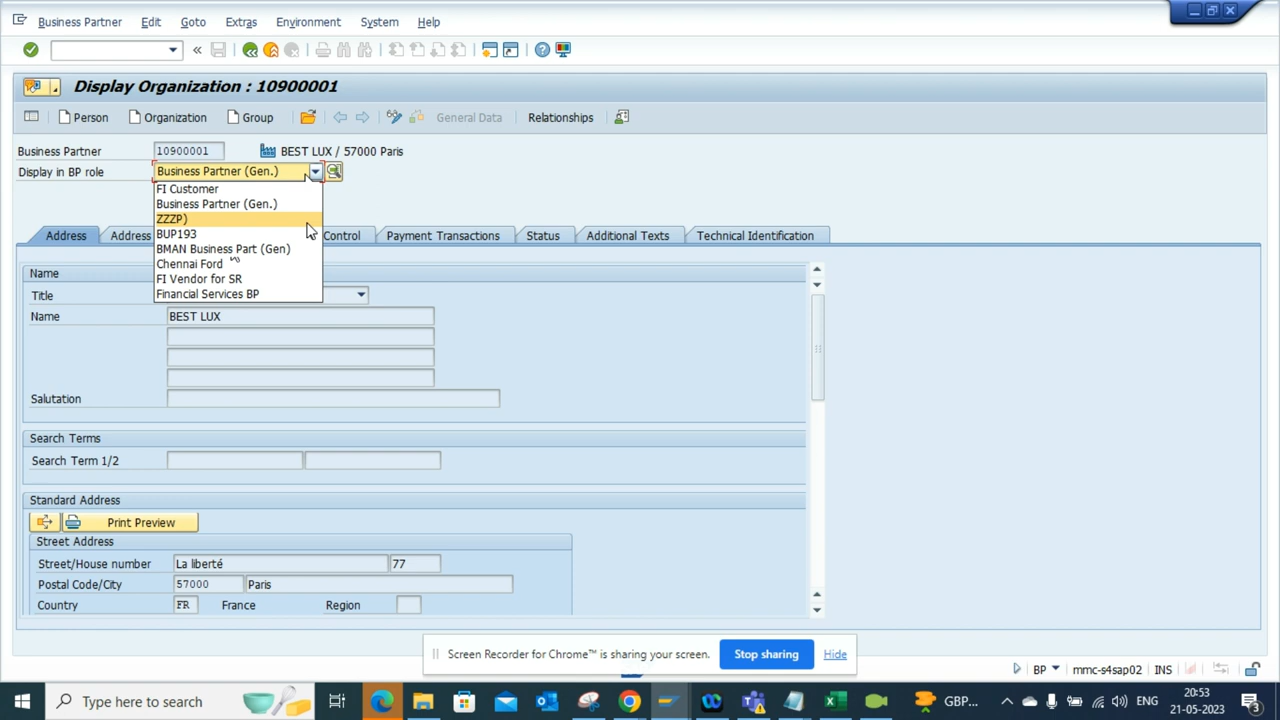 Business Partner Edit Goto Extras Environment System Help
Display Organization : 10900001
Person Organization Group General Data Relationships
Business Partner 10900001 BEST LUX / 57000 Paris
Display in BP role Business Partner (Gen.)
FI Customer
Business Partner (Gen.)
ZZZP)
BUP193
BMAN Business Part (Gen)
Chennai Ford
FI Vendor for SR
Financial Services BP
Address Address Control Payment Transactions Status Additional Texts Technical Identification
Name
Title
Name BEST LUX
Salutation
Search Terms
Search Term 1/2
Standard Address
Print Preview
Street Address
Street/House number La liberté 77
Postal Code/City 57000 Paris
Country FR France Region
Screen Recorder for Chrome™ is sharing your screen. Stop sharing Hide
BP mmc-s4sap02 INS
Type here to search GBP... ENG 20:53
21-05-2023 3